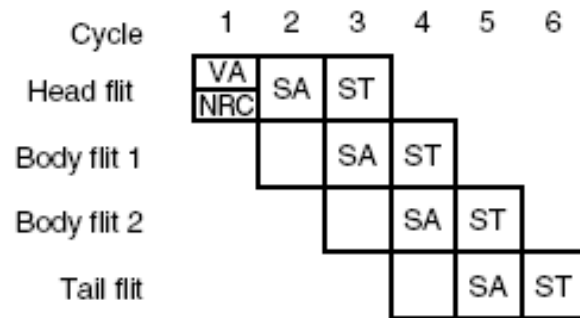 Cycle 1 2 3 4 5 6
Head flit VA NRC SA ST
Body flit 1 SA ST
Body flit 2 SA ST
Tail flit SA ST